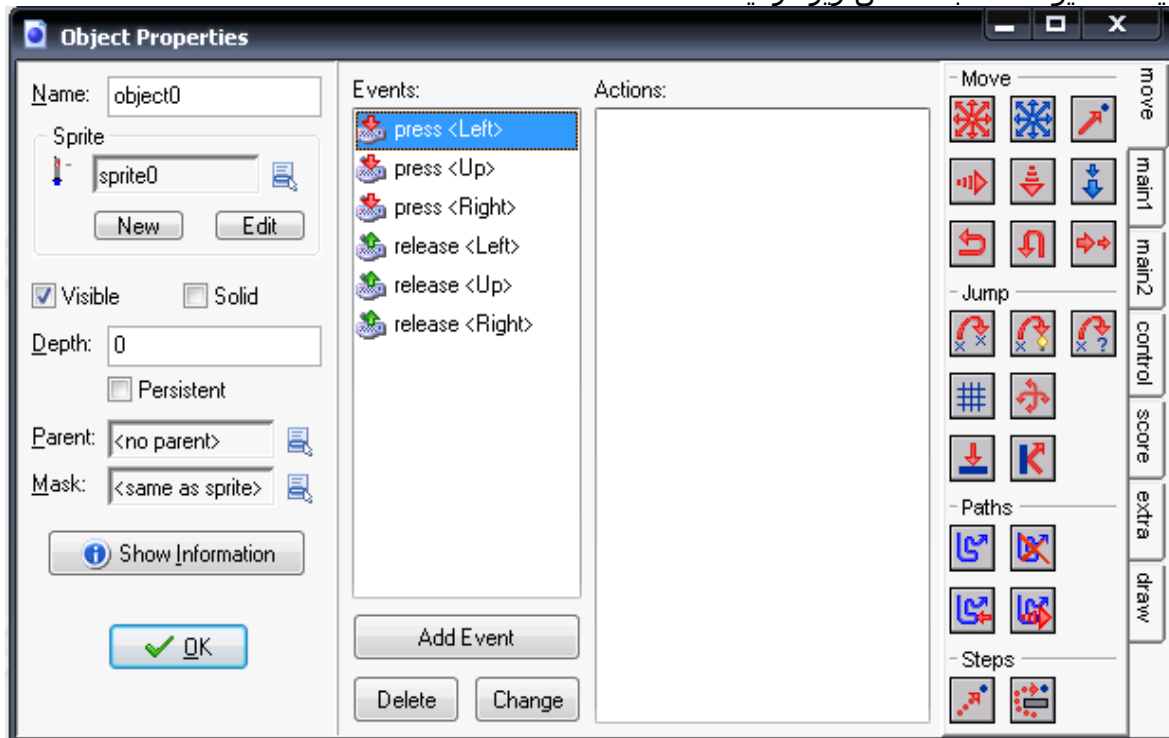 Object Properties
Name: object0
Sprite
sprite0
New Edit
Visible Solid
Depth: 0
Persistent
Parent: <no parent>
Mask: <same as sprite>
Show Information
OK
Events:
press <Left>
press <Up>
press <Right>
release <Left>
release <Up>
release <Right>
Add Event
Delete Change
Actions:
Move
Jump
Paths
Steps
move
main1
main2
control
score
extra
draw